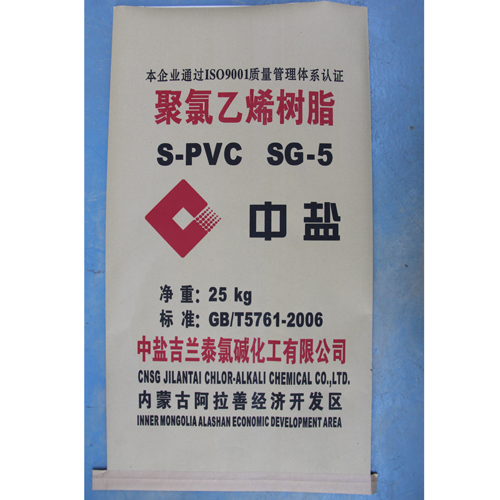 本企业通过ISO9001质量管理体系认证
聚氯乙烯树脂
S-PVC SG-5
中盐
净重:25 kg
标准:GB/T5761-2006
中盐吉兰泰氯碱化工有限公司
CNSG JILANTAI CHLOR-ALKALI CHEMICAL CO.,LTD.
内蒙古阿拉善经济开发区
INNER MONGOLIA ALASHAN ECONOMIC DEVELOPMENT AREA